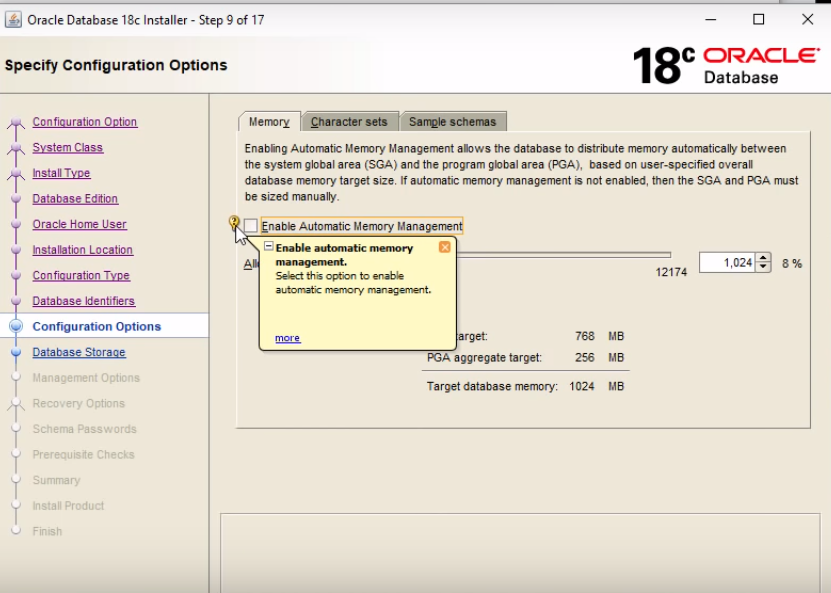 Oracle Database 18c Installer - Step 9 of 17
Specify Configuration Options
18c ORACLE
Database
Configuration Option
System Class
Install Type
Database Edition
Oracle Home User
Installation Location
Configuration Type
Database Identifiers
Configuration Options
Database Storage
Management Options
Recovery Options
Schema Passwords
Prerequisite Checks
Summary
Install Product
Finish
Memory Character sets Sample schemas
Enabling Automatic Memory Management allows the database to distribute memory automatically between
the system global area (SGA) and the program global area (PGA), based on user-specified overall
database memory target size. If automatic memory management is not enabled, then the SGA and PGA must
be sized manually.
Enable Automatic Memory Management
Enable automatic memory
management.
Select this option to enable
automatic memory management.
more
12174 1,024 8 %
768 MB
PGA aggregate target: 256 MB
Target database memory: 1024 MB